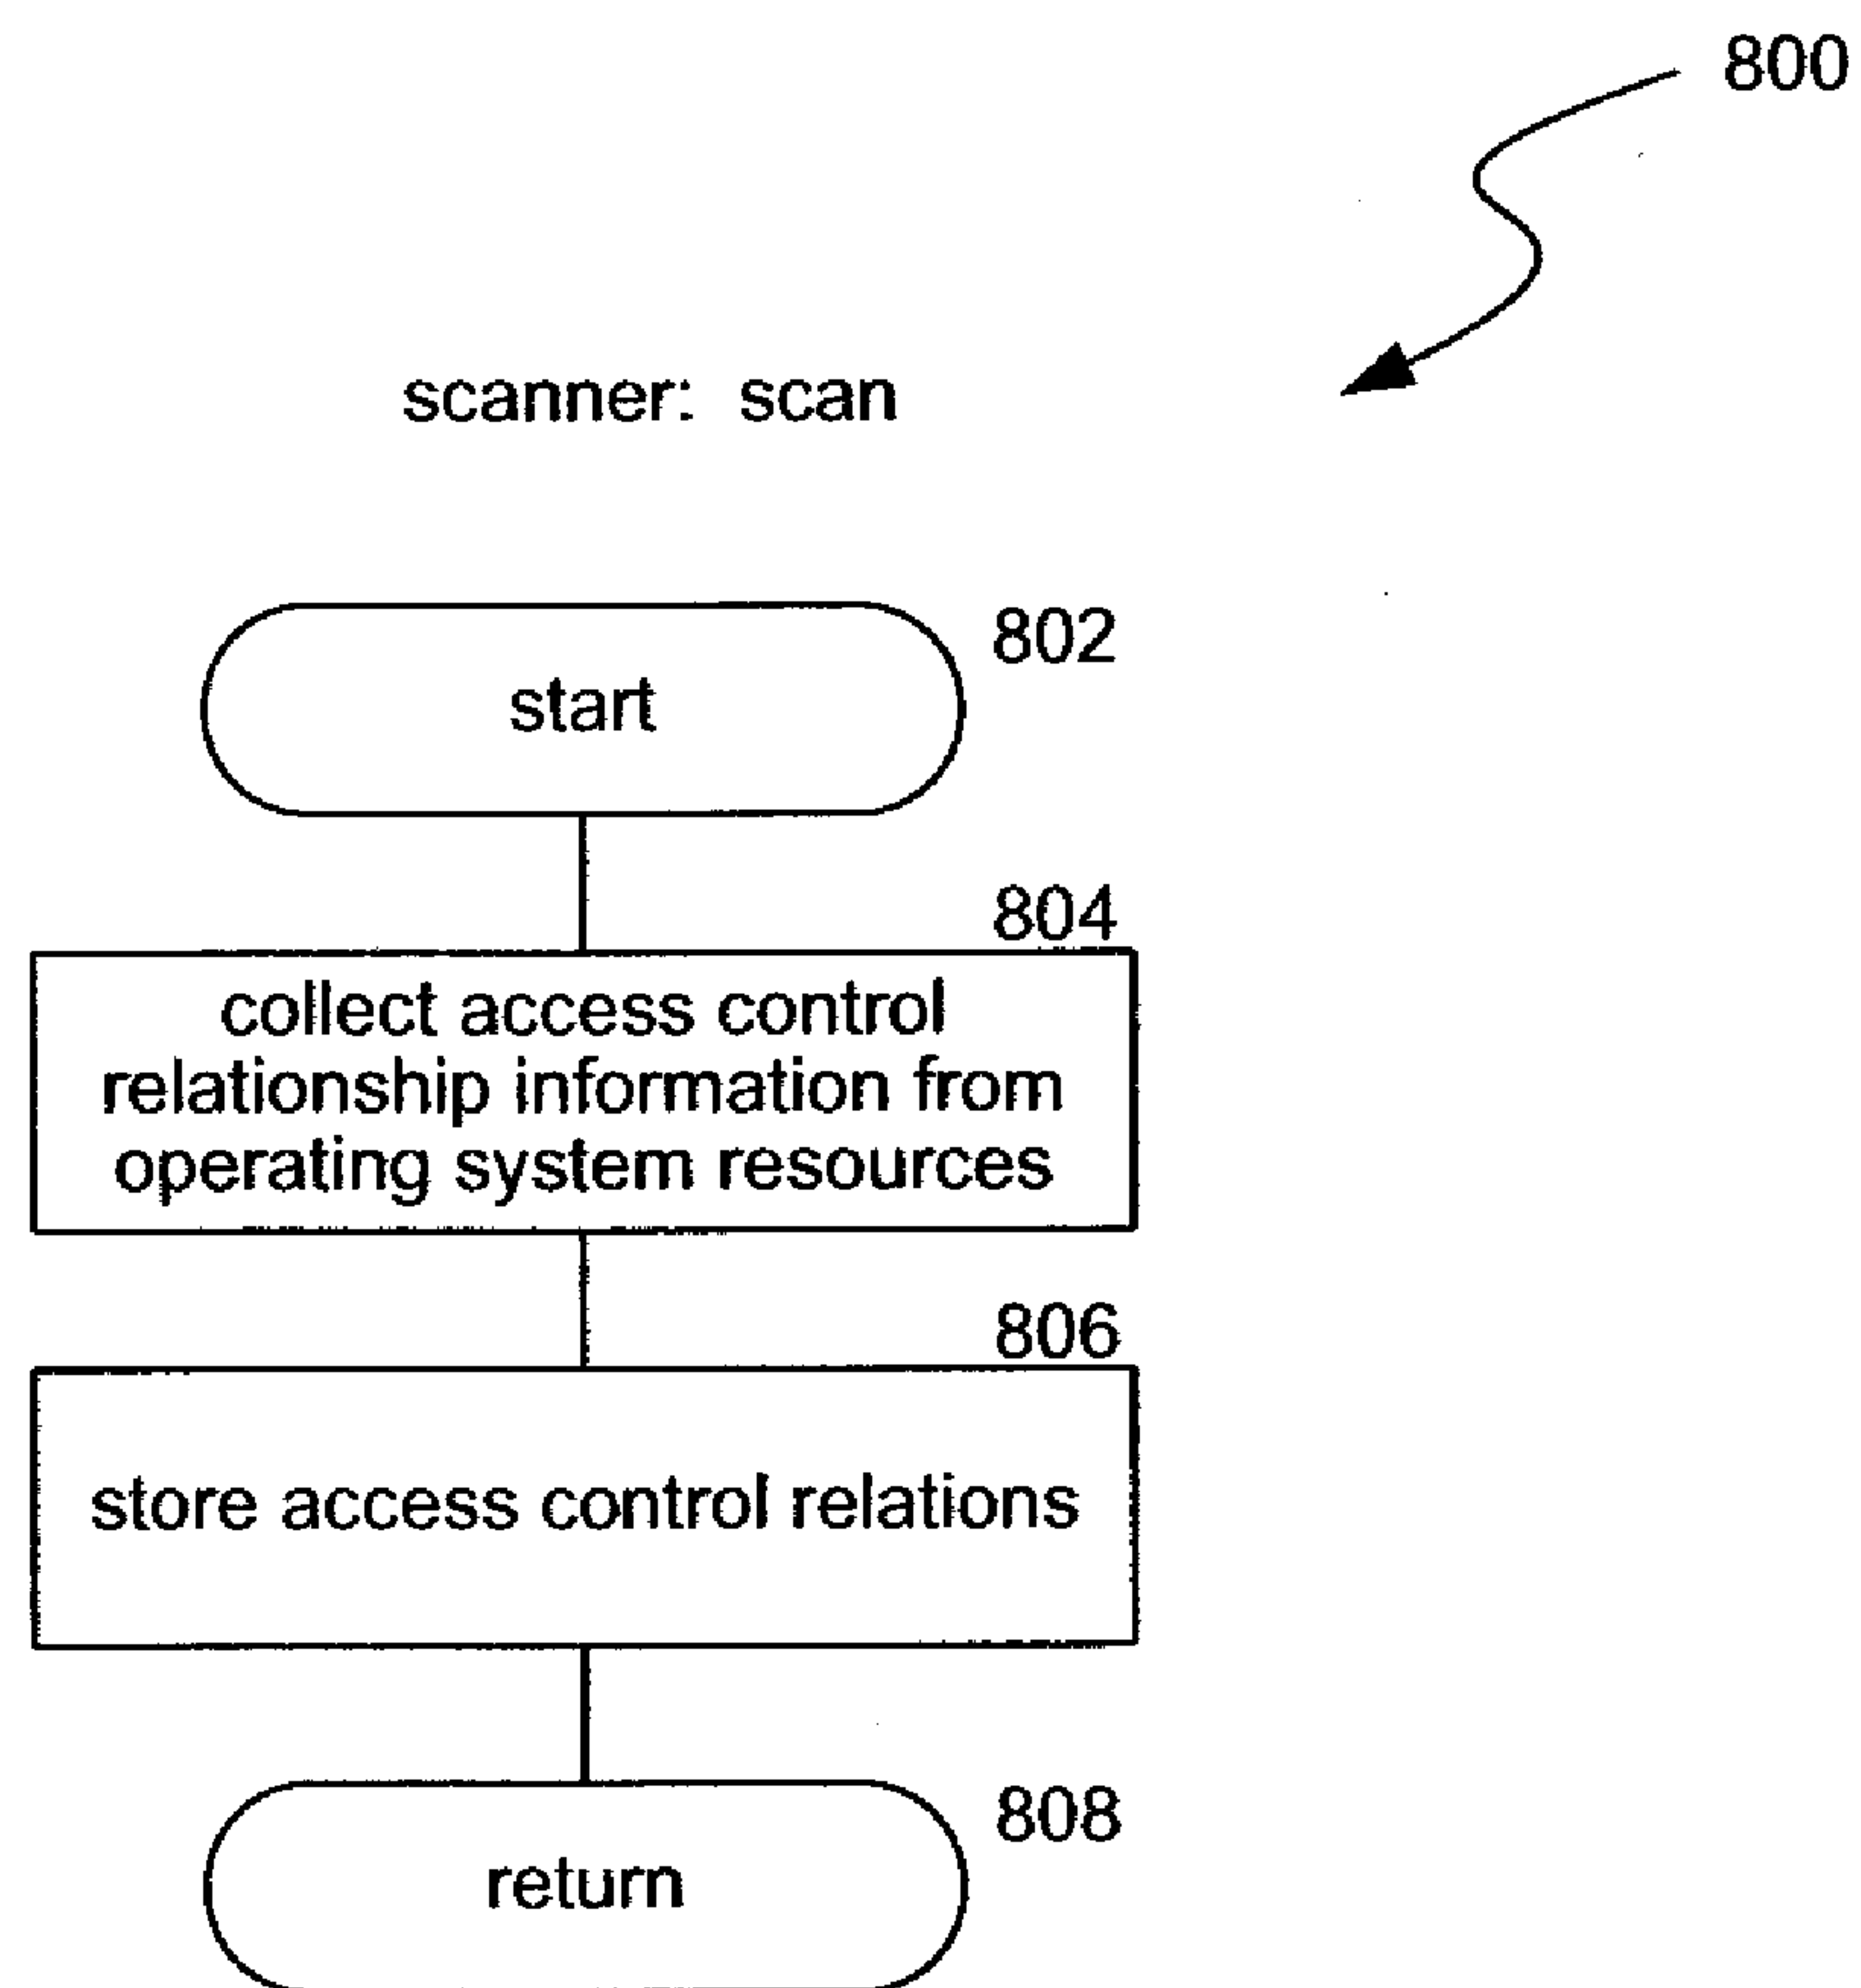 800
scanner: scan
802
start
804
collect access control
relationship information from
operating system resources
806
store access control relations
808
return